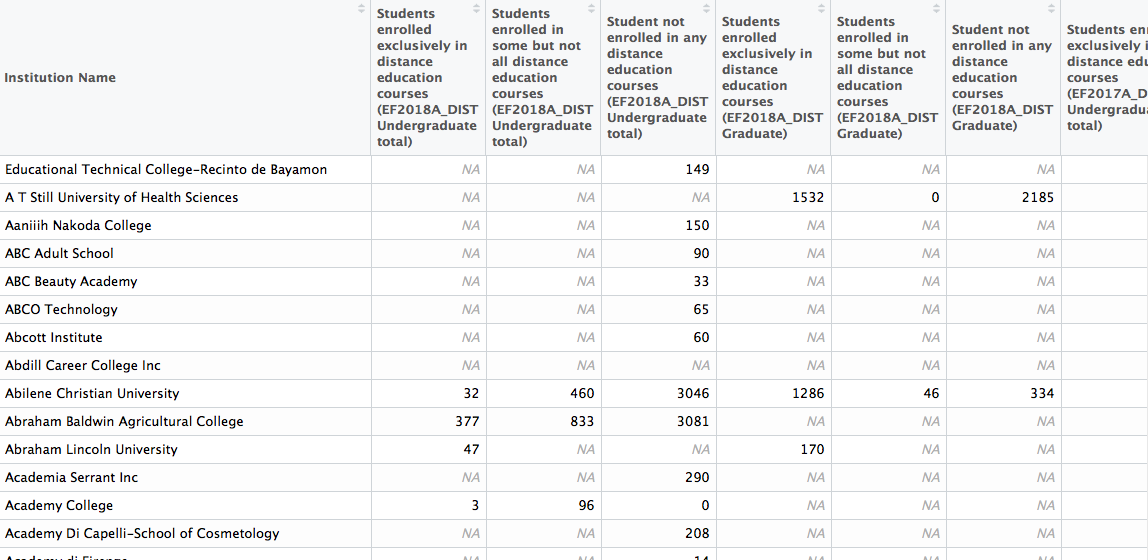 Institution Name
Students enrolled exclusively in distance education courses (EF2018A_DIST Undergraduate total)
Students enrolled in some but not all distance education courses (EF2018A_DIST Undergraduate total)
Student not enrolled in any distance education courses (EF2018A_DIST Undergraduate total)
Students enrolled exclusively in distance education courses (EF2018A_DIST Graduate)
Students enrolled in some but not all distance education courses (EF2018A_DIST Graduate)
Student not enrolled in any distance education courses (EF2018A_DIST Graduate)
Students exclusively distance courses (EF2017A_D Undergradua total)
Educational Technical College-Recinto de Bayamon NA NA 149 NA NA NA
A T Still University of Health Sciences NA NA NA 1532 0 2185
Aaniiih Nakoda College NA NA 150 NA NA NA
ABC Adult School NA NA 90 NA NA NA
ABC Beauty Academy NA NA 33 NA NA NA
ABCO Technology NA NA 65 NA NA NA
Abcott Institute NA NA 60 NA NA NA
Abdill Career College Inc NA NA NA NA NA NA
Abilene Christian University 32 460 3046 1286 46 334
Abraham Baldwin Agricultural College 377 833 3081 NA NA NA
Abraham Lincoln University 47 NA NA 170 NA NA
Academia Serrant Inc NA NA 290 NA NA NA
Academy College 3 96 0 NA NA NA
Academy Di Capelli-School of Cosmetology NA NA 208 NA NA NA